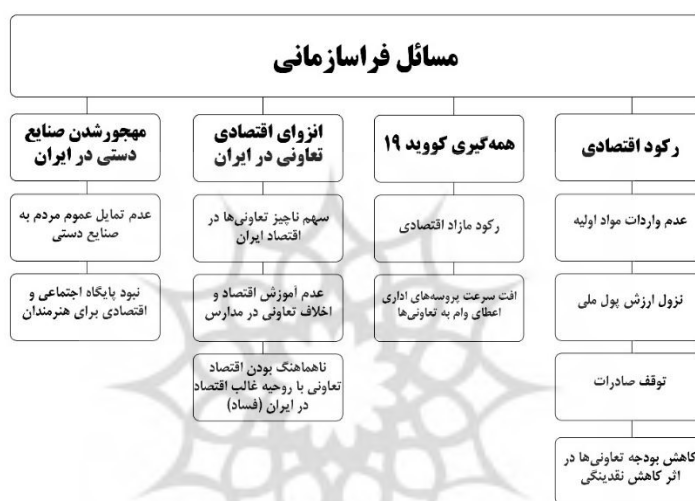 مسائل فراسازمانی
رکود اقتصادی
عدم واردات مواد اولیه
نزول ارزش پول ملی
توقف صادرات
کاهش بودجه تعاونی‌ها در
اثر کاهش نقدینگی
همه‌گیری کووید ۱۹
رکود مازاد اقتصادی
افت سرعت پروسه‌های اداری
اعطای وام به تعاونی‌ها
انزوای اقتصادی
تعاونی در ایران
سهم ناچیز تعاونی‌ها در
اقتصاد ایران
عدم آموزش اقتصاد و
اخلاف تعاونی در مدارس
ناهماهنگ بودن اقتصاد
تعاونی با روحیه غالب اقتصاد
در ایران (فساد)
مهجورشدن صنایع
دستی در ایران
عدم تمایل عموم مردم به
صنایع دستی
نبود پایگاه اجتماعی و
اقتصادی برای هنرمندان